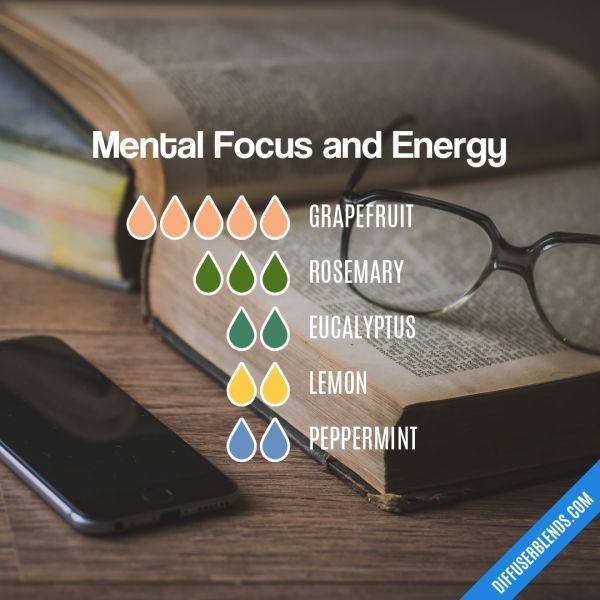 Mental Focus and Energy
GRAPEFRUIT
ROSEMARY
EUCALYPTUS
LEMON
PEPPERMINT
DIFFUSERBLENDS.COM